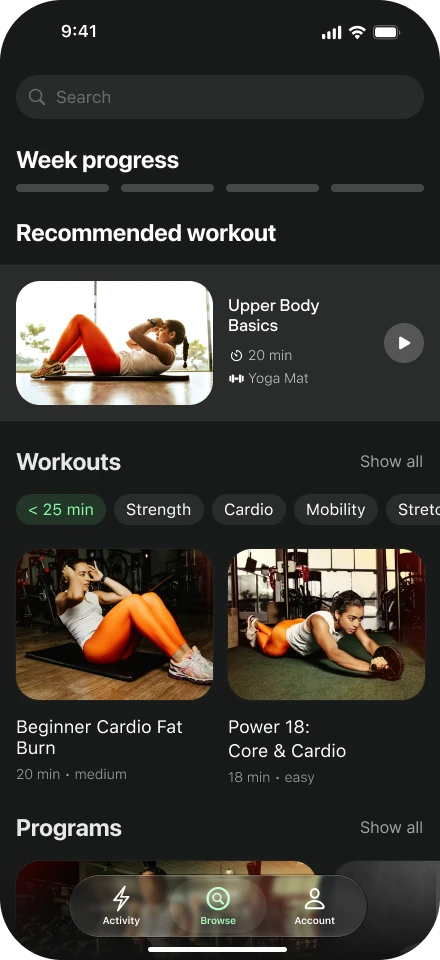 9:41
Search
Week progress
Recommended workout
Upper Body
Basics
20 min
Yoga Mat
Workouts
Show all
< 25 min
Strength
Cardio
Mobility
Stretc
Beginner Cardio Fat
Burn
20 min • medium
Power 18:
Core & Cardio
18 min • easy
Programs
Show all
Activity
Browse
Account